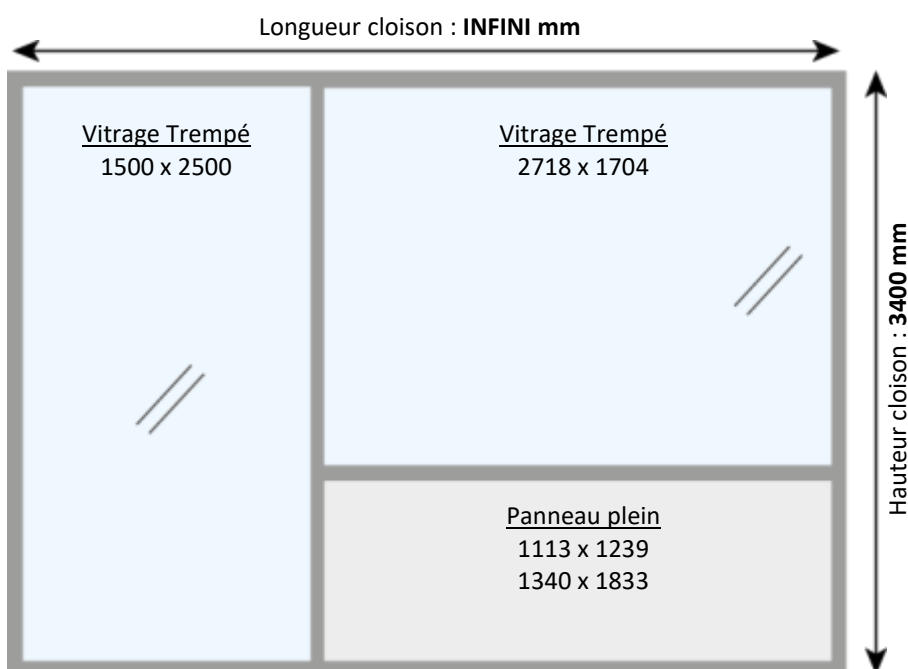 Longueur cloison : INFINI mm
Vitrage Trempé
1500 x 2500
Vitrage Trempé
2718 x 1704
Hauteur cloison : 3400 mm
Panneau plein
1113 x 1239
1340 x 1833